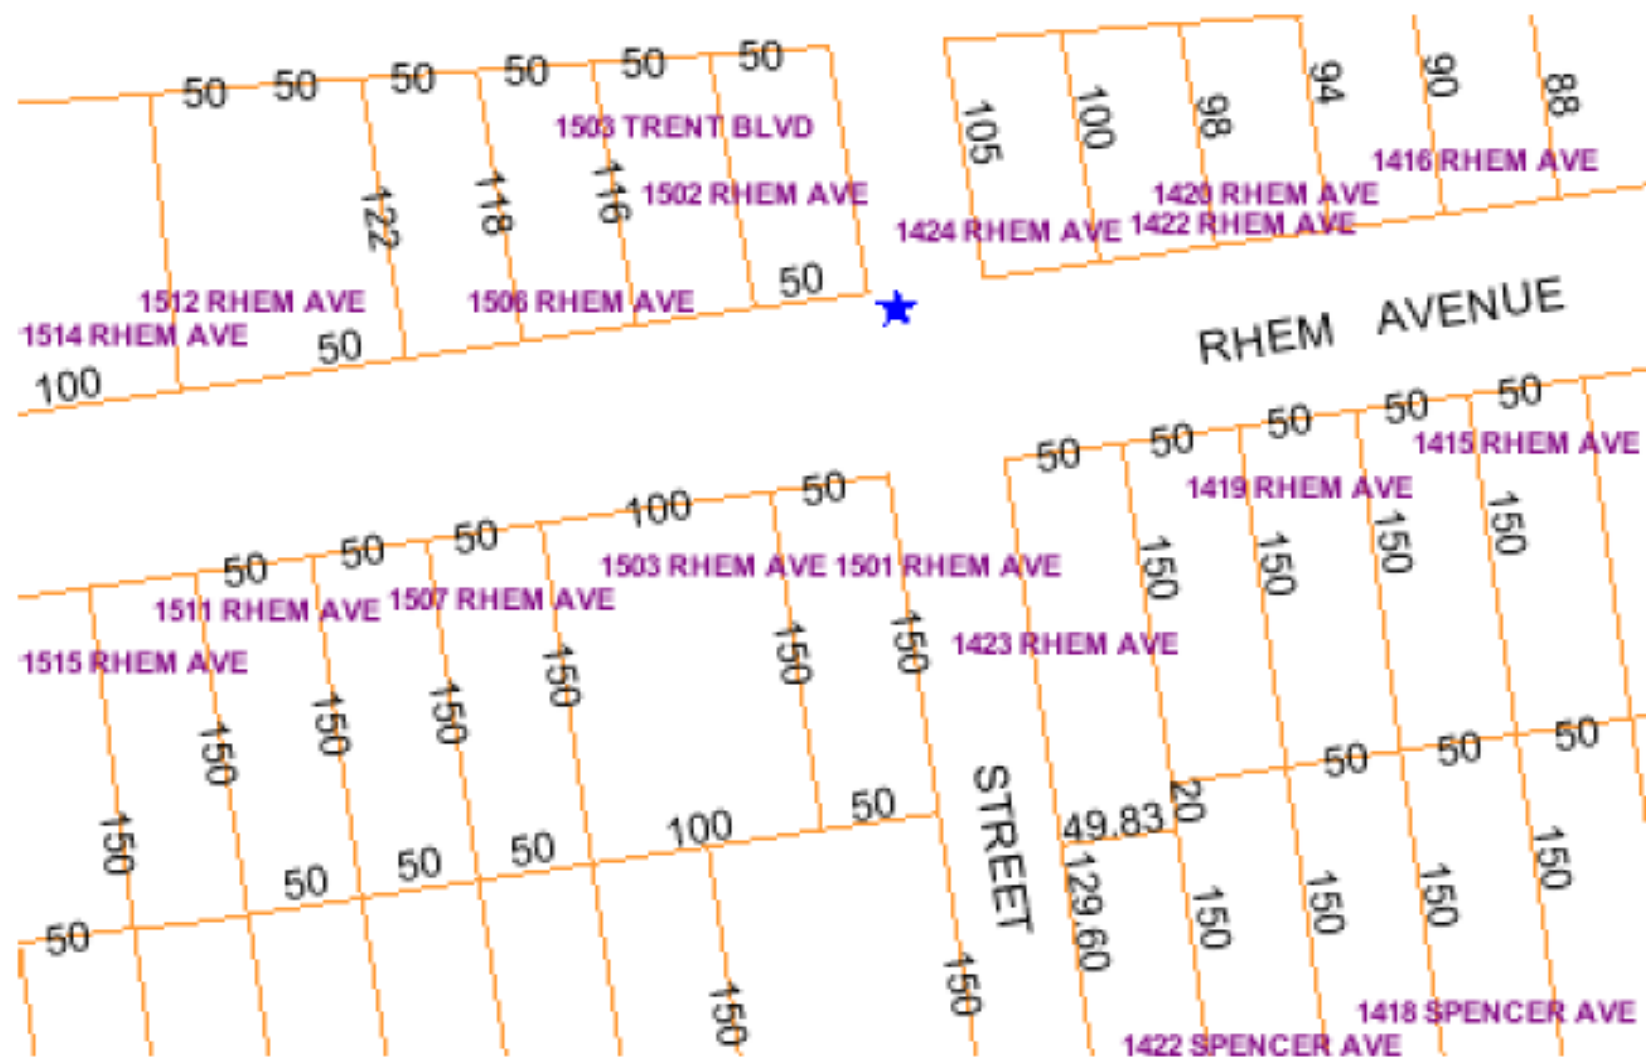 50 50 50 50 50 50
105 100 98 94 90 88
1503 TRENT BLVD
1502 RHEM AVE
122 118 116
1416 RHEM AVE
1420 RHEM AVE
1424 RHEM AVE
1422 RHEM AVE
1512 RHEM AVE
1506 RHEM AVE
50
1514 RHEM AVE
50
100
RHEM AVENUE
50 50 50 50 50
1415 RHEM AVE
1419 RHEM AVE
50 50 50 100 50
1503 RHEM AVE
1501 RHEM AVE
1511 RHEM AVE
1507 RHEM AVE
150 150 150 150
1423 RHEM AVE
1515 RHEM AVE
150 150 150 150 150 150 150
STREET
50 50 50
20
49.83
50 100 50 50 50
50
129.60
150 150 150 150
150 150
1418 SPENCER AVE
1422 SPENCER AVE